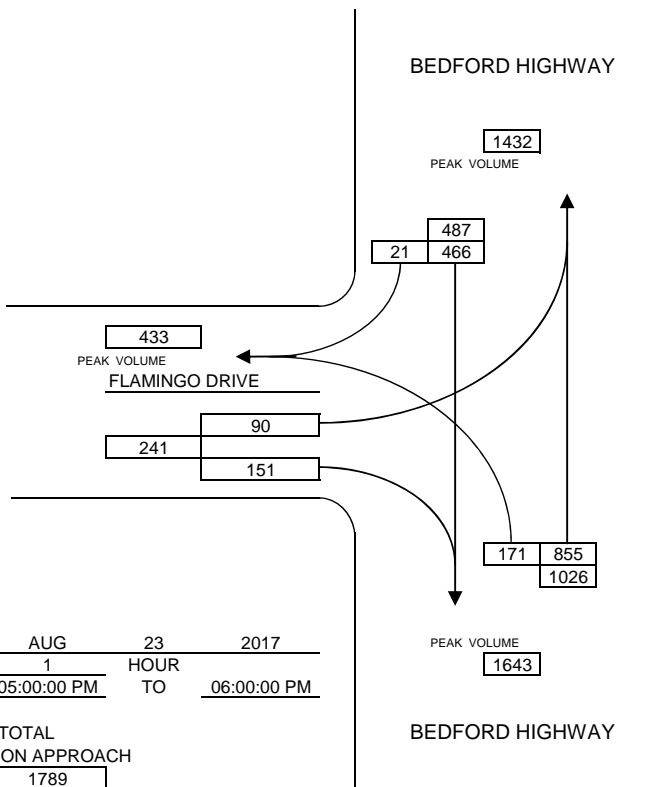 BEDFORD HIGHWAY
1432
PEAK VOLUME
487
21 466
433
PEAK VOLUME
FLAMINGO DRIVE
90
241
151
171 855
1026
PEAK VOLUME
1643
BEDFORD HIGHWAY
AUG 23 2017
1 HOUR
05:00:00 PM TO 06:00:00 PM
TOTAL
ON APPROACH
1789